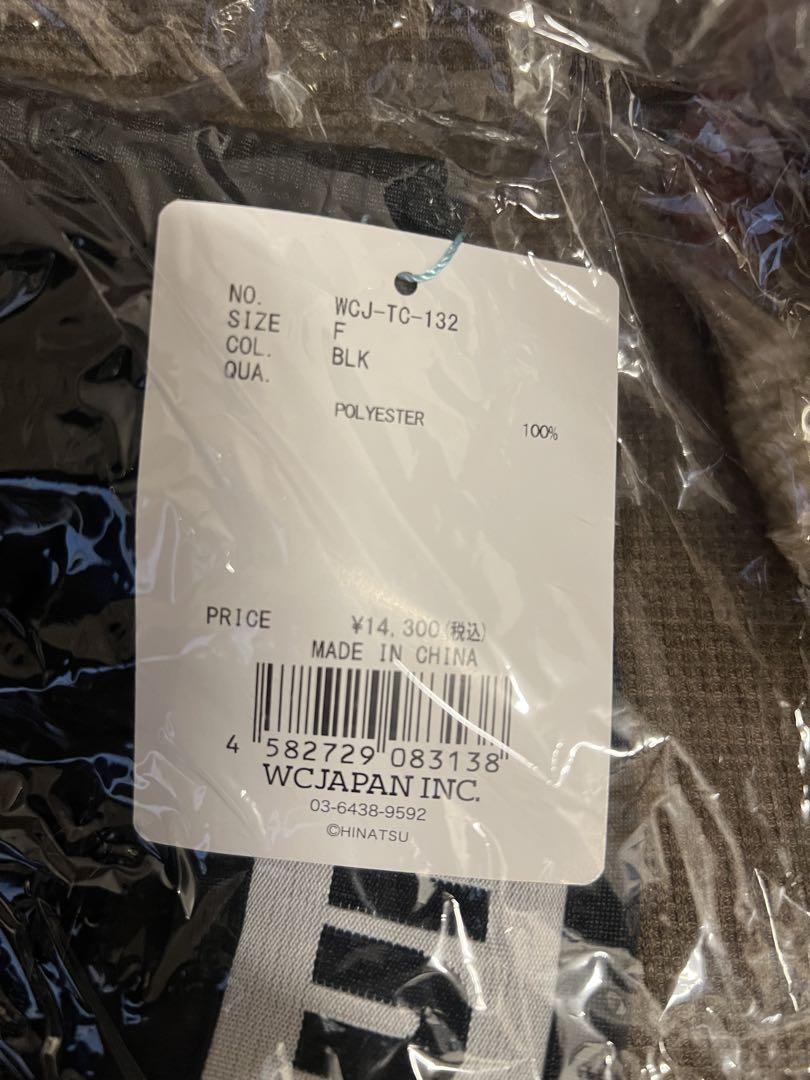 NO. WCJ-TC-132
SIZE F
COL. BLK
QUA.
POLYESTER 100%
PRICE ¥14,300(税込)
MADE IN CHINA
4 582729 083138
WCJAPAN INC.
03-6438-9592
©HINATSU